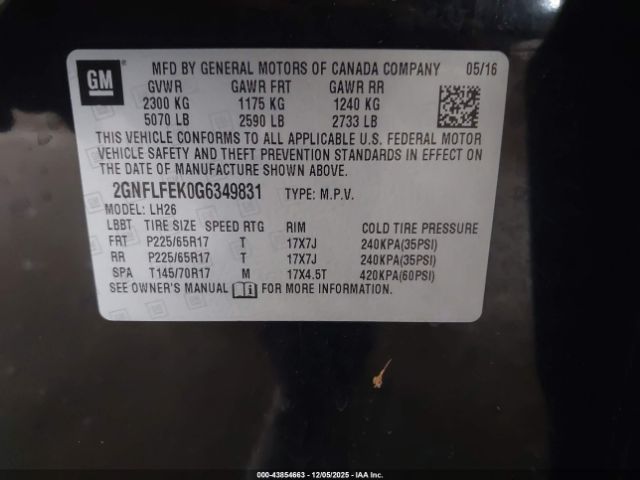 GM
MFD BY GENERAL MOTORS OF CANADA COMPANY 05/16
GVWR GAWR FRT GAWR RR
2300 KG 1175 KG 1240 KG
5070 LB 2590 LB 2733 LB
THIS VEHICLE CONFORMS TO ALL APPLICABLE U.S. FEDERAL MOTOR
VEHICLE SAFETY AND THEFT PREVENTION STANDARDS IN EFFECT ON
THE DATE OF MANUFACTURE SHOWN ABOVE.
2GNFLFEK0G6349831 TYPE: M.P.V.
MODEL: LH26
LBBT TIRE SIZE SPEED RTG RIM COLD TIRE PRESSURE
FRT P225/65R17 T 17X7J 240KPA(35PSI)
RR P225/65R17 T 17X7J 240KPA(35PSI)
SPA T145/70R17 M 17X4.5T 420KPA(60PSI)
SEE OWNER'S MANUAL FOR MORE INFORMATION.
000-43854663 - 12/05/2025 - IAAI.COM - Copyright IAA, LLC